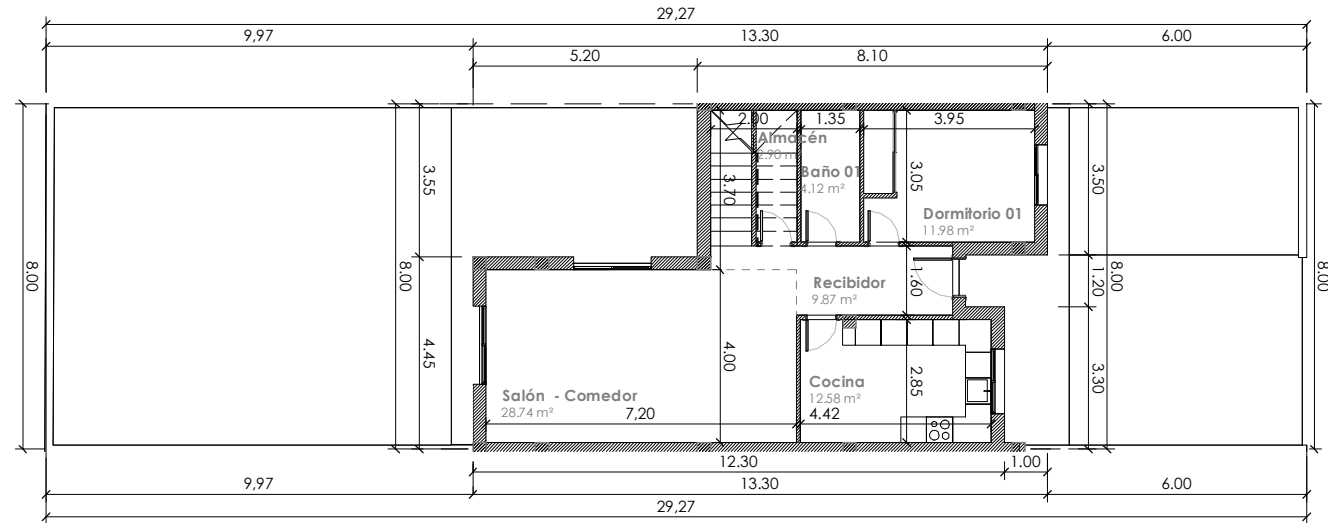 29,27
9,97
13.30
6.00
5.20
8.10
2.00
1.35
3.95
Almacén
2.90 m²
Baño 01
4.12 m²
3.55
3.70
3.05
3.50
Dormitorio 01
11.98 m²
8.00
8.00
8.00
8.00
1.20
Recibidor
9.87 m²
1.60
4.45
4.00
2.85
3.30
Cocina
12.58 m²
Salón - Comedor
28.74 m²
7,20
4.42
12.30
1.00
9,97
13.30
6.00
29,27